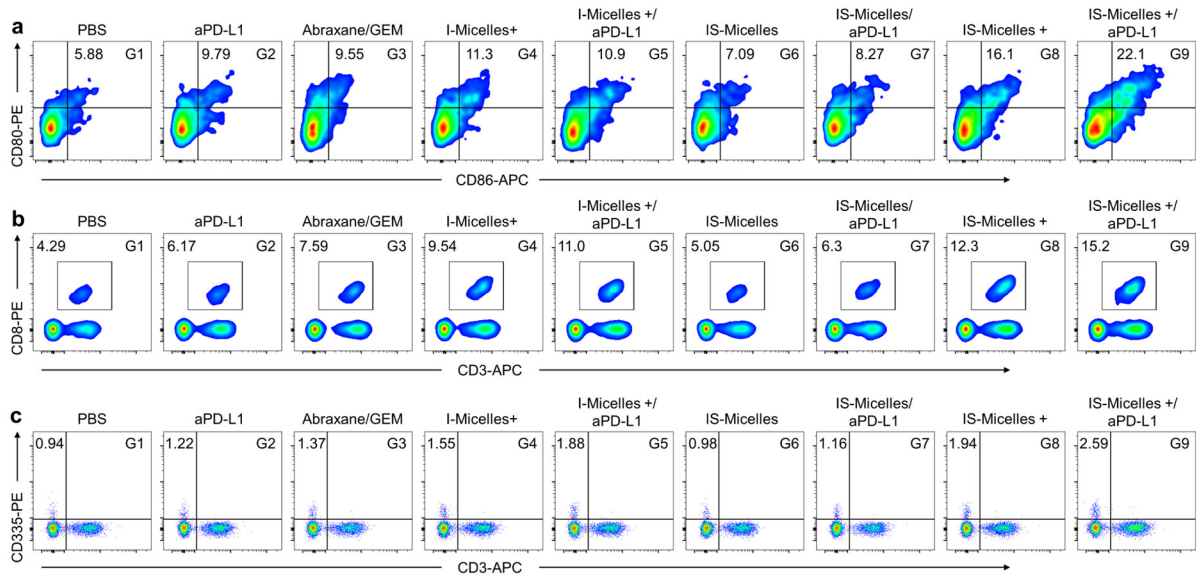 a
PBS
aPD-L1
Abraxane/GEM
I-Micelles+
I-Micelles +/
aPD-L1
IS-Micelles
IS-Micelles/
aPD-L1
IS-Micelles +
IS-Micelles +/
aPD-L1
5.88 G1
9.79 G2
9.55 G3
11.3 G4
10.9 G5
7.09 G6
8.27 G7
16.1 G8
22.1 G9
CD80-PE
CD86-APC
b
PBS
aPD-L1
Abraxane/GEM
I-Micelles+
I-Micelles +/
aPD-L1
IS-Micelles
IS-Micelles/
aPD-L1
IS-Micelles +
IS-Micelles +/
aPD-L1
4.29 G1
6.17 G2
7.59 G3
9.54 G4
11.0 G5
5.05 G6
6.3 G7
12.3 G8
15.2 G9
CD8-PE
CD3-APC
c
PBS
aPD-L1
Abraxane/GEM
I-Micelles+
I-Micelles +/
aPD-L1
IS-Micelles
IS-Micelles/
aPD-L1
IS-Micelles +
IS-Micelles +/
aPD-L1
0.94 G1
1.22 G2
1.37 G3
1.55 G4
1.88 G5
0.98 G6
1.16 G7
1.94 G8
2.59 G9
CD335-PE
CD3-APC